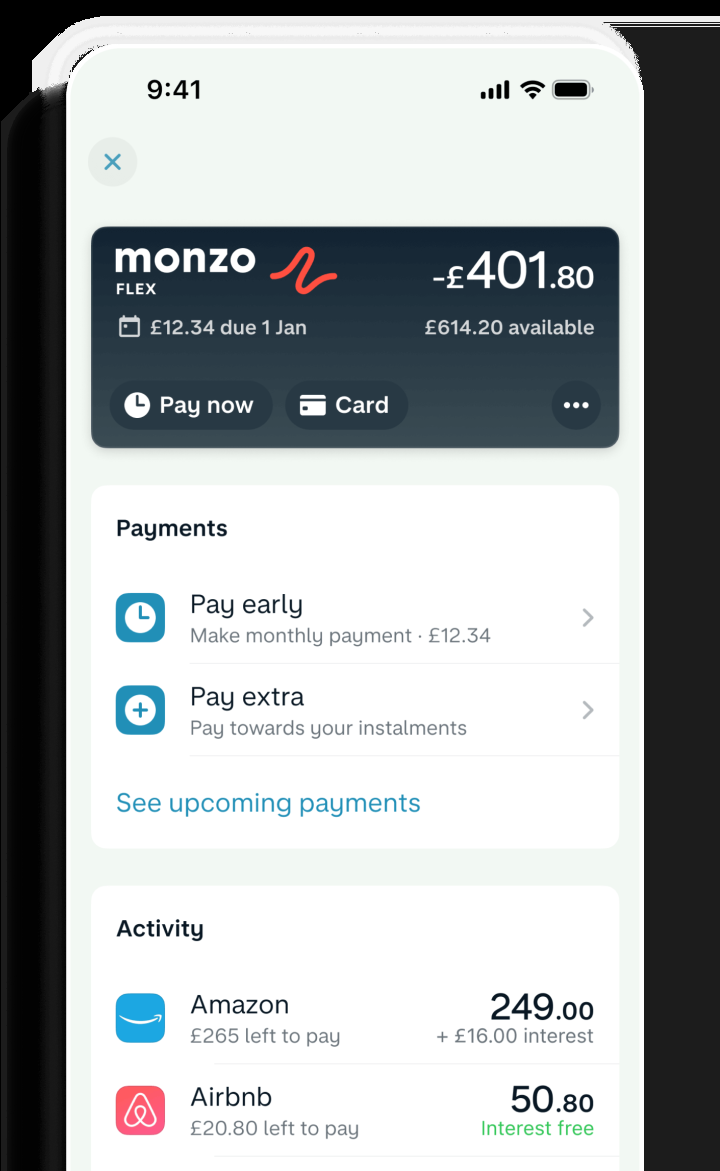 9:41
monzo
FLEX
-£401.80
£12.34 due 1 Jan
£614.20 available
Pay now
Card
Payments
Pay early
Make monthly payment · £12.34
Pay extra
Pay towards your instalments
See upcoming payments
Activity
Amazon
249.00
£265 left to pay
+ £16.00 interest
Airbnb
50.80
£20.80 left to pay
Interest free